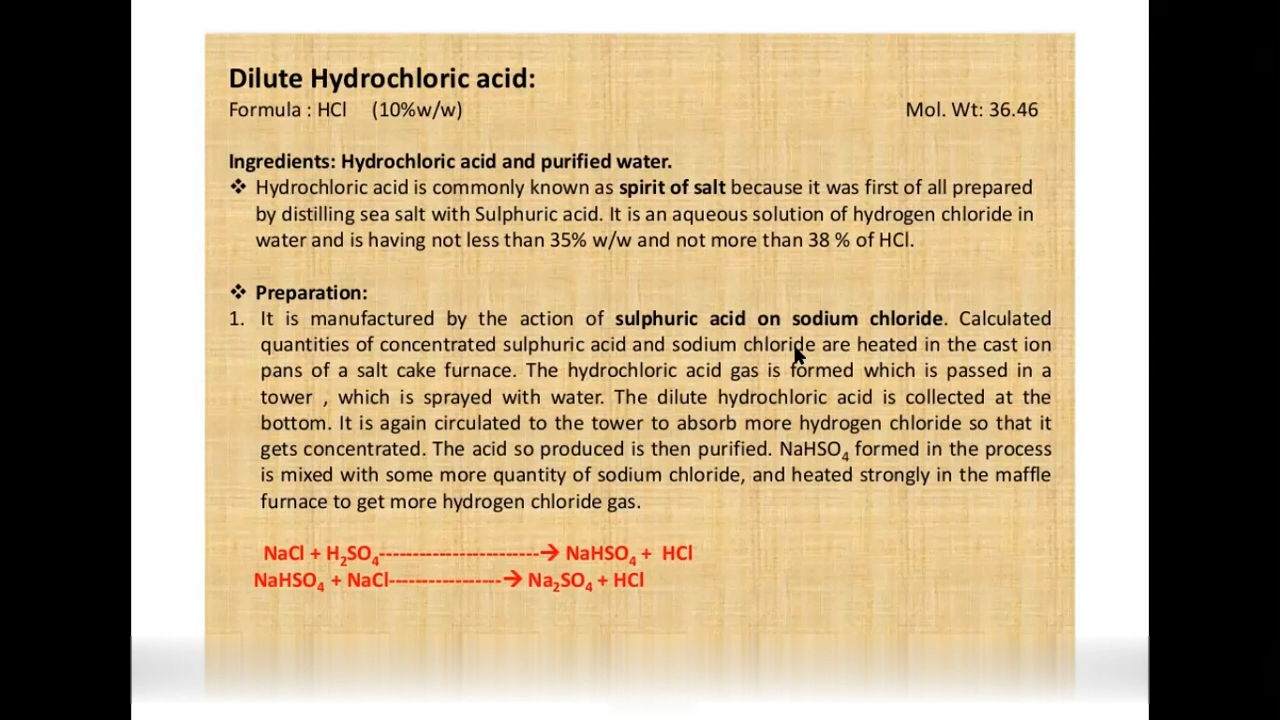 Dilute Hydrochloric acid:
Formula : HCl (10%w/w) Mol. Wt: 36.46
Ingredients: Hydrochloric acid and purified water.
❖ Hydrochloric acid is commonly known as spirit of salt because it was first of all prepared
by distilling sea salt with Sulphuric acid. It is an aqueous solution of hydrogen chloride in
water and is having not less than 35% w/w and not more than 38 % of HCl.
❖ Preparation:
1. It is manufactured by the action of sulphuric acid on sodium chloride. Calculated
quantities of concentrated sulphuric acid and sodium chloride are heated in the cast ion
pans of a salt cake furnace. The hydrochloric acid gas is formed which is passed in a
tower , which is sprayed with water. The dilute hydrochloric acid is collected at the
bottom. It is again circulated to the tower to absorb more hydrogen chloride so that it
gets concentrated. The acid so produced is then purified. NaHSO₄ formed in the process
is mixed with some more quantity of sodium chloride, and heated strongly in the maffle
furnace to get more hydrogen chloride gas.
NaCl + H₂SO₄------------------------→ NaHSO₄ + HCl
NaHSO₄ + NaCl-----------------→ Na₂SO₄ + HCl